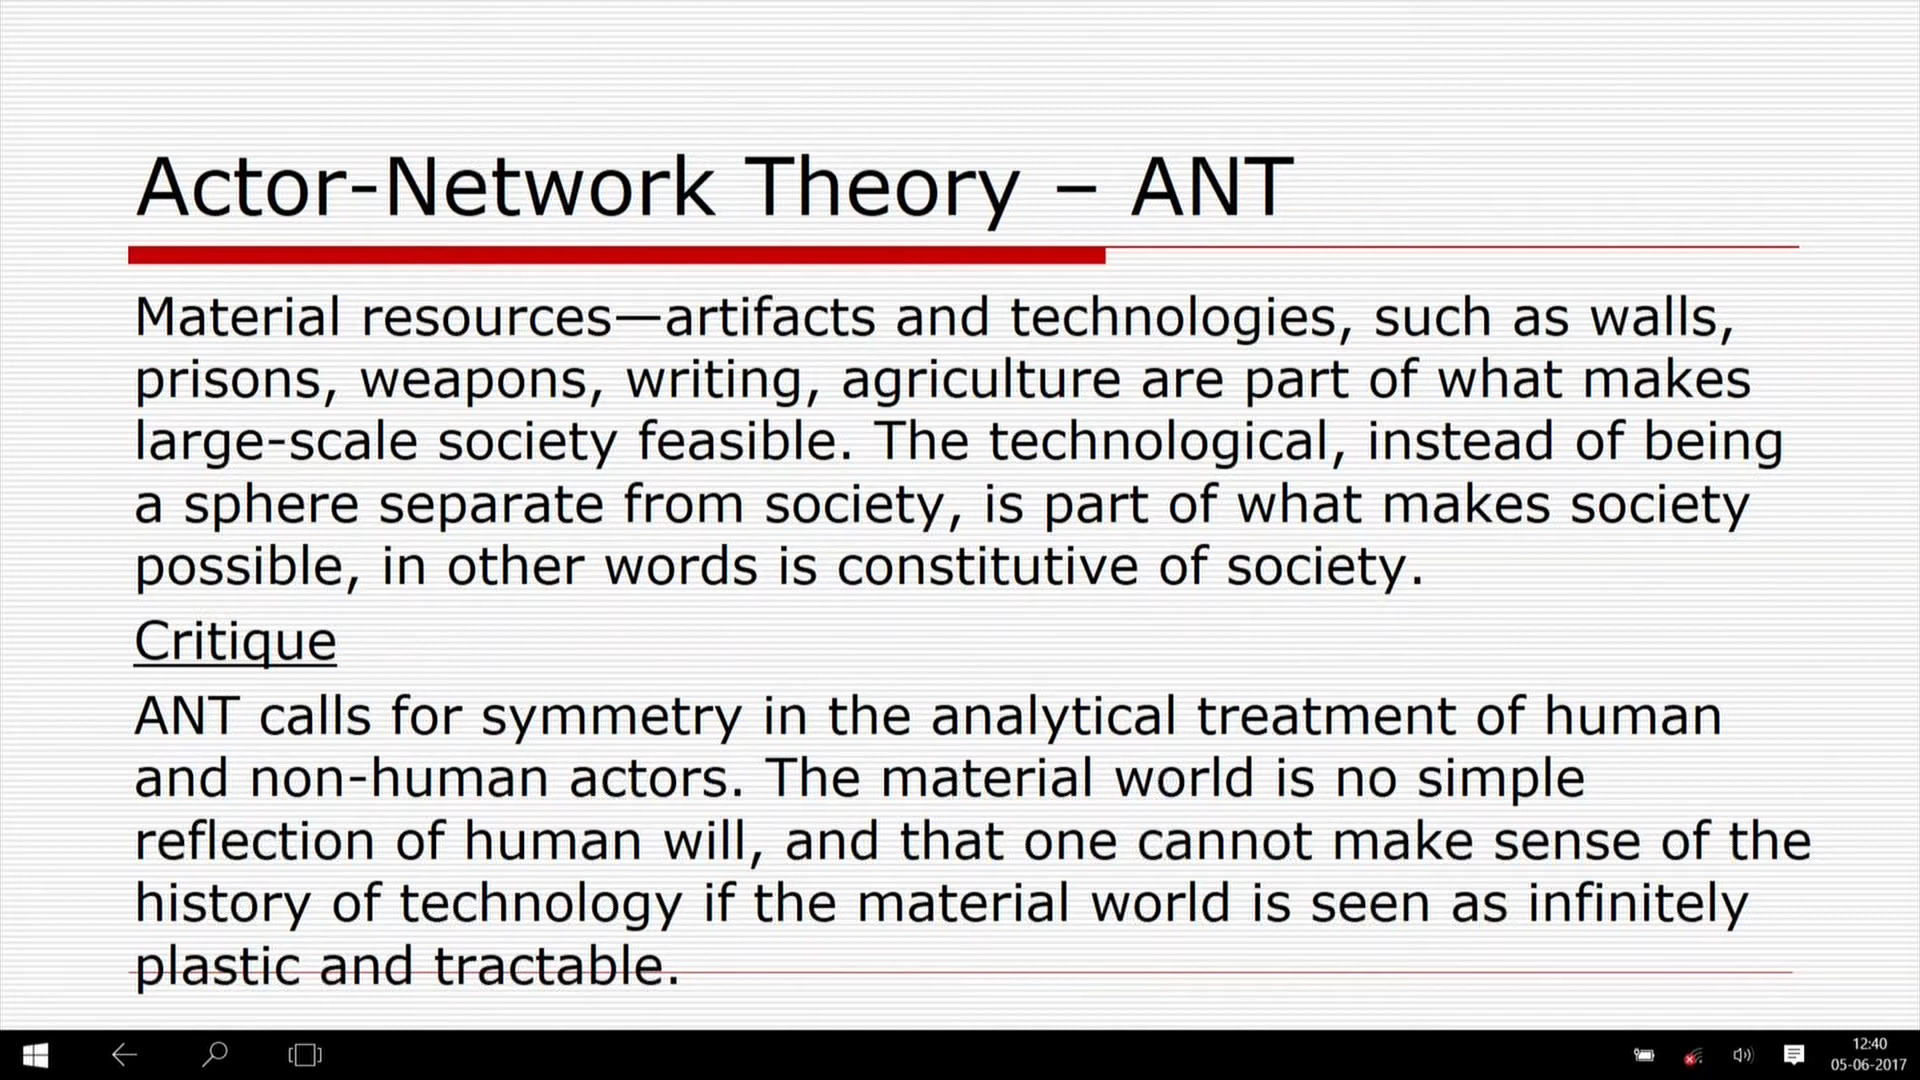 Actor-Network Theory – ANT
Material resources—artifacts and technologies, such as walls,
prisons, weapons, writing, agriculture are part of what makes
large-scale society feasible. The technological, instead of being
a sphere separate from society, is part of what makes society
possible, in other words is constitutive of society.
Critique
ANT calls for symmetry in the analytical treatment of human
and non-human actors. The material world is no simple
reflection of human will, and that one cannot make sense of the
history of technology if the material world is seen as infinitely
plastic and tractable.
12:40
05-06-2017